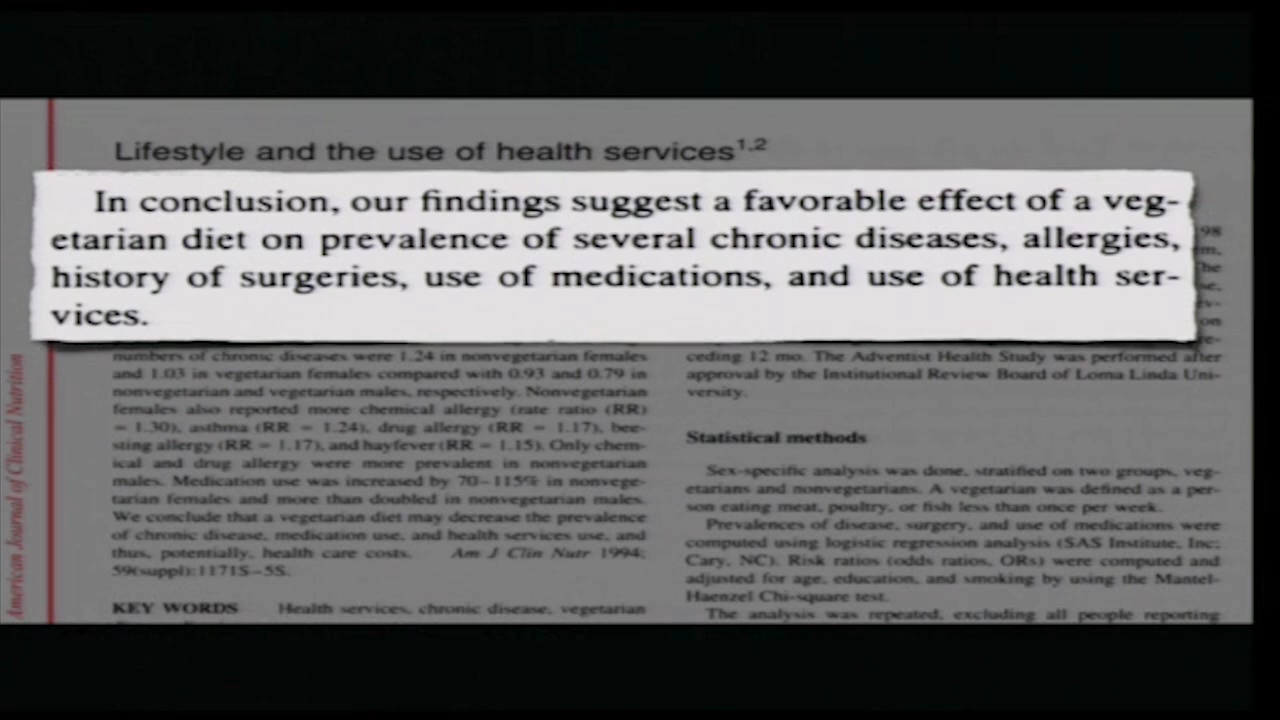 Lifestyle and the use of health services1,2
In conclusion, our findings suggest a favorable effect of a veg-
etarian diet on prevalence of several chronic diseases, allergies,
history of surgeries, use of medications, and use of health ser-
vices.
numbers of chronic diseases were 1.24 in nonvegetarian females
and 1.03 in vegetarian females compared with 0.93 and 0.79 in
nonvegetarian and vegetarian males, respectively. Nonvegetarian
females also reported more chemical allergy (rate ratio (RR)
= 1.30), asthma (RR = 1.24), drug allergy (RR = 1.17), bee-
sting allergy (RR = 1.17), and hayfever (RR = 1.15). Only chem-
ical and drug allergy were more prevalent in nonvegetarian
males. Medication use was increased by 70–115% in nonvege-
tarian females and more than doubled in nonvegetarian males.
We conclude that a vegetarian diet may decrease the prevalence
of chronic disease, medication use, and health services use, and
thus, potentially, health care costs. Am J Clin Nutr 1994;
59(suppl):1171S–5S.
KEY WORDS Health services, chronic disease, vegetarian
98
m,
he
se,
ev-
on
e-
ceding 12 mo. The Adventist Health Study was performed after
approval by the Institutional Review Board of Loma Linda Uni-
versity.
Statistical methods
Sex-specific analysis was done, stratified on two groups, veg-
etarians and nonvegetarians. A vegetarian was defined as a per-
son eating meat, poultry, or fish less than once per week.
Prevalences of disease, surgery, and use of medications were
computed using logistic regression analysis (SAS Institute, Inc;
Cary, NC). Risk ratios (odds ratios, ORs) were computed and
adjusted for age, education, and smoking by using the Mantel-
Haenzel Chi-square test.
The analysis was repeated, excluding all people reporting
American Journal of Clinical Nutrition